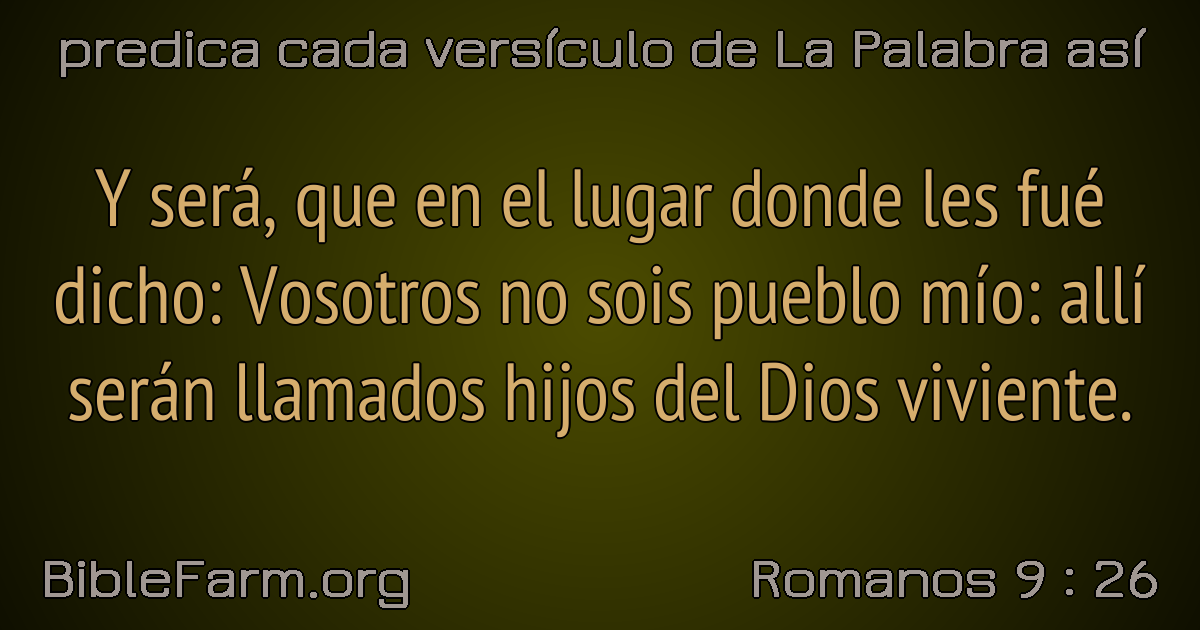 predica cada versículo de La Palabra así
Y será, que en el lugar donde les fué
dicho: Vosotros no sois pueblo mío: allí
serán llamados hijos del Dios viviente.
BibleFarm.org
Romanos 9 : 26